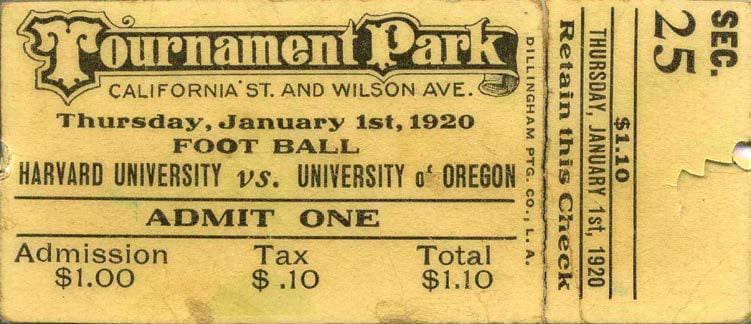 Tournament Park
CALIFORNIA ST. AND WILSON AVE.
Thursday, January 1st, 1920
FOOT BALL
HARVARD UNIVERSITY vs. UNIVERSITY o' OREGON
ADMIT ONE
Admission Tax Total
$1.00 $ .10 $1.10
DILLINGHAM PTG. CO., L. A.
Retain this Check
THURSDAY, JANUARY 1st, 1920
$1.10
SEC.
25